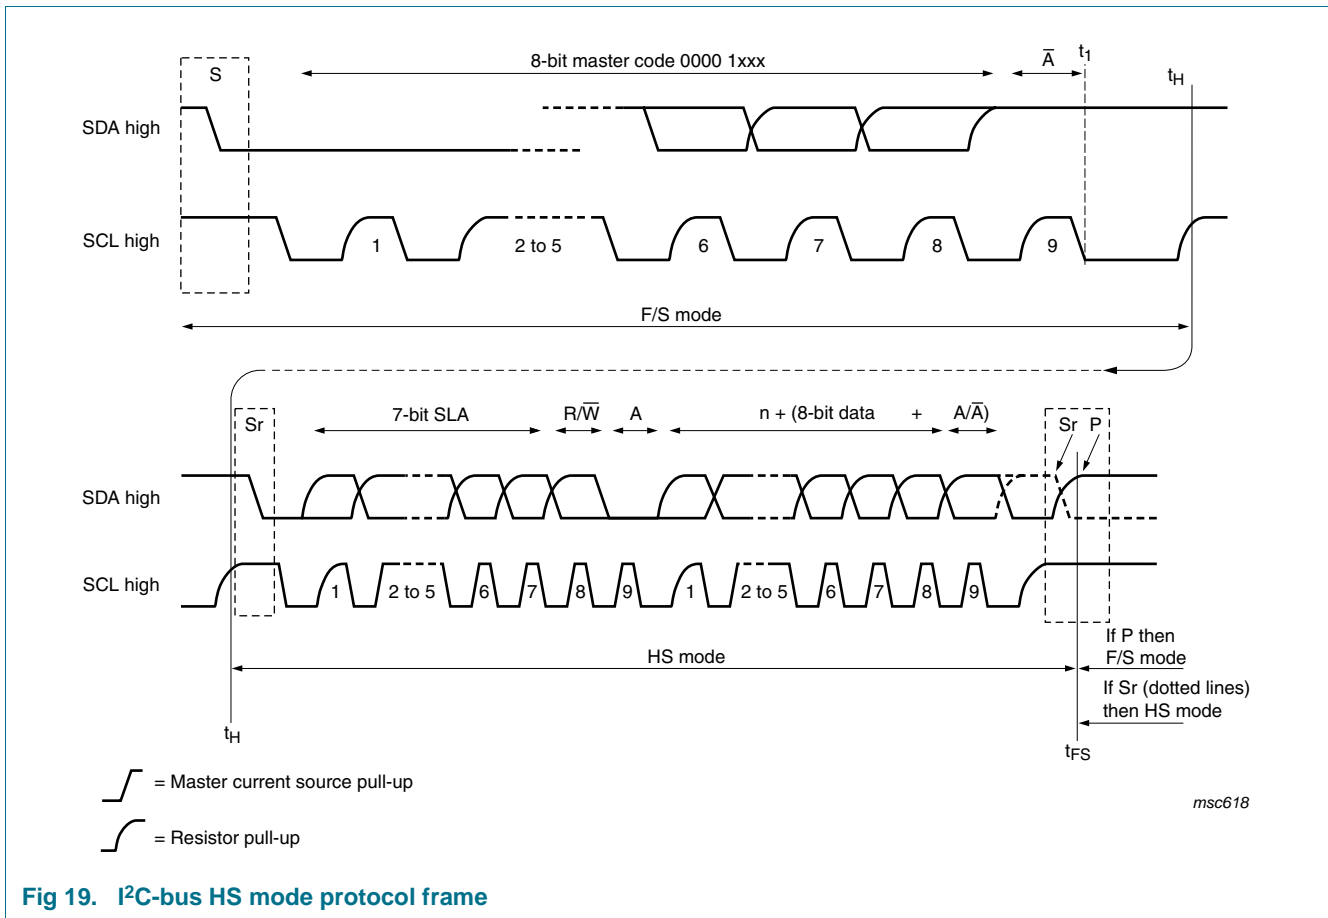 S
8-bit master code 0000 1xxx
A̅
t1
tH
SDA high
SCL high
1
2 to 5
6
7
8
9
F/S mode
Sr
7-bit SLA
R/W̅
A
n + (8-bit data + A/A̅)
Sr P
SDA high
SCL high
1
2 to 5
6
7
8
9
1
2 to 5
6
7
8
9
If P then
F/S mode
HS mode
If Sr (dotted lines)
then HS mode
tH
tFS
= Master current source pull-up
= Resistor pull-up
msc618
Fig 19. I²C-bus HS mode protocol frame